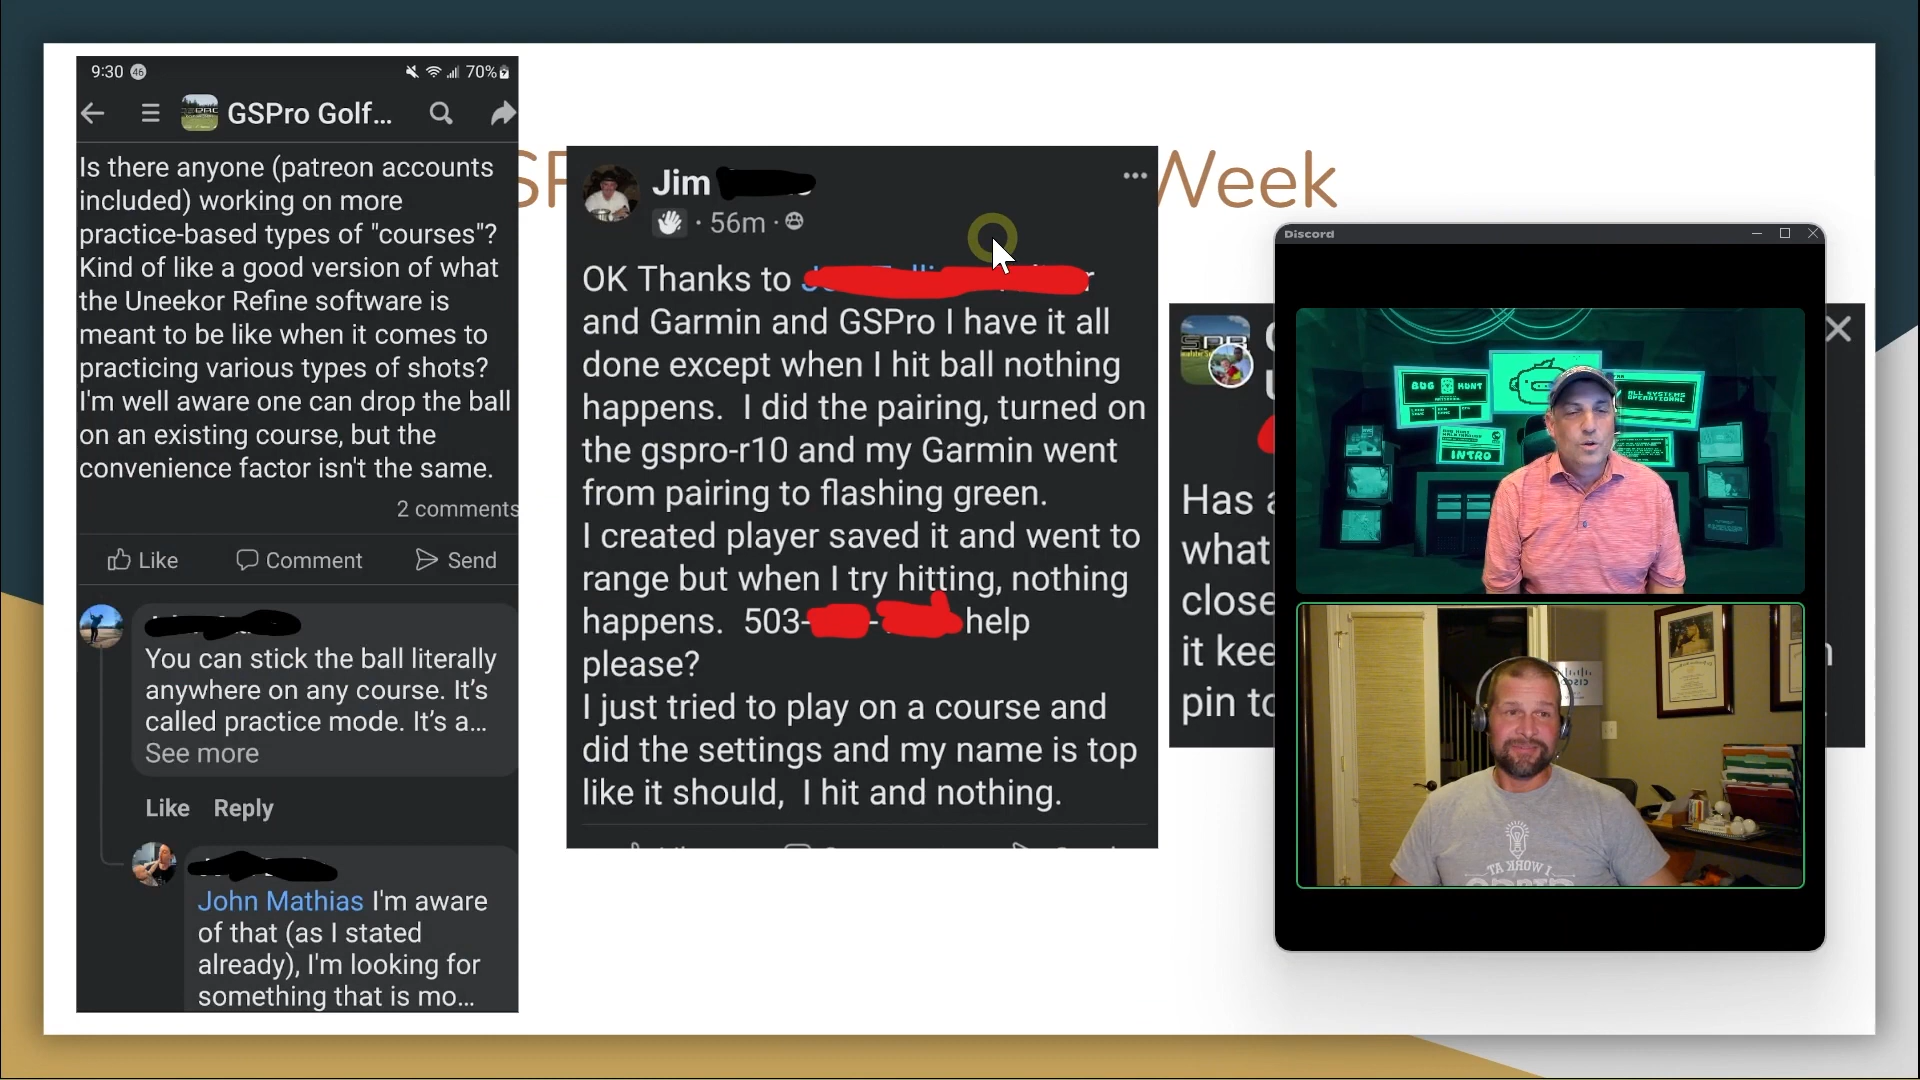 9:30 46 70%
GSPro Golf...
Is there anyone (patreon accounts
included) working on more
practice-based types of "courses"?
Kind of like a good version of what
the Uneekor Refine software is
meant to be like when it comes to
practicing various types of shots?
I'm well aware one can drop the ball
on an existing course, but the
convenience factor isn't the same.
2 comments
Like Comment Send
You can stick the ball literally
anywhere on any course. It's
called practice mode. It's a...
See more
Like Reply
John Mathias I'm aware
of that (as I stated
already), I'm looking for
something that is mo...
Week
Jim
56m
OK Thanks to
and Garmin and GSPro I have it all
done except when I hit ball nothing
happens. I did the pairing, turned on
the gspro-r10 and my Garmin went
from pairing to flashing green.
I created player saved it and went to
range but when I try hitting, nothing
happens. 503- - help
please?
I just tried to play on a course and
did the settings and my name is top
like it should, I hit and nothing.
Has
what
close
it kee
pin to
Discord
BUG HUNT
INTRO
ALL SYSTEMS
OPERATIONAL
CISCO
I WORK AT